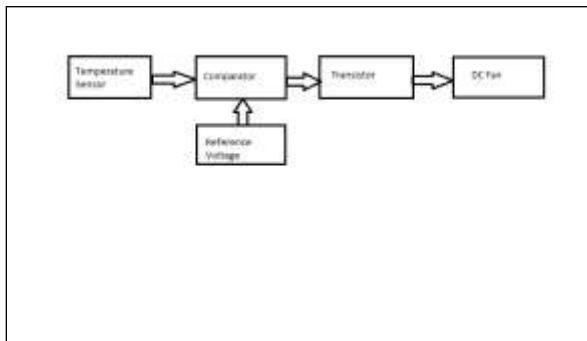 Temperature
Sensor
Comparator
Transistor
DC Fan
Reference
Voltage